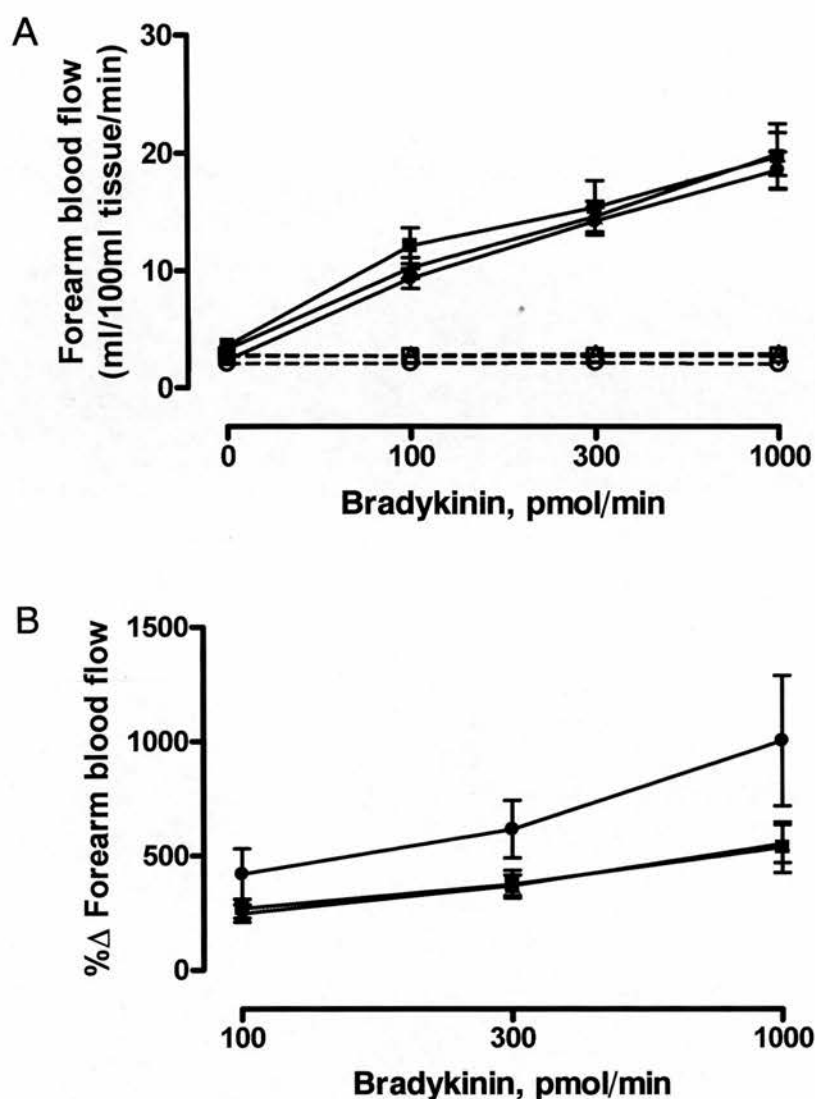 A
Forearm blood flow
(ml/100ml tissue/min)
30
20
10
0
0 100 300 1000
Bradykinin, pmol/min
B
%Δ Forearm blood flow
1500
1000
500
0
100 300 1000
Bradykinin, pmol/min